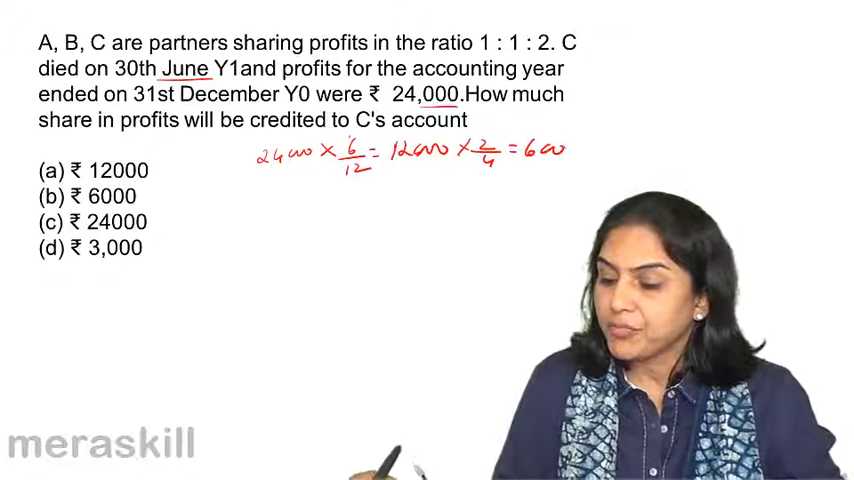 A, B, C are partners sharing profits in the ratio 1 : 1 : 2. C
died on 30th June Y1and profits for the accounting year
ended on 31st December Y0 were ₹ 24,000.How much
share in profits will be credited to C's account
24000 × 6/12 = 12000 × 2/4 = 6000
(a) ₹ 12000
(b) ₹ 6000
(c) ₹ 24000
(d) ₹ 3,000
meraskill